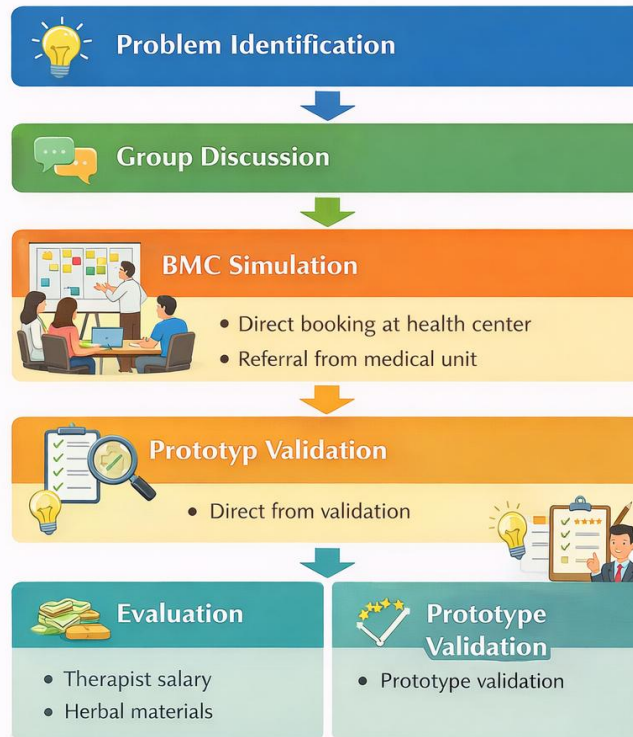 Problem Identification
Group Discussion
BMC Simulation
• Direct booking at health center
• Referral from medical unit
Prototyp Validation
• Direct from validation
Evaluation
• Therapist salary
• Herbal materials
Prototype
Validation
• Prototype validation